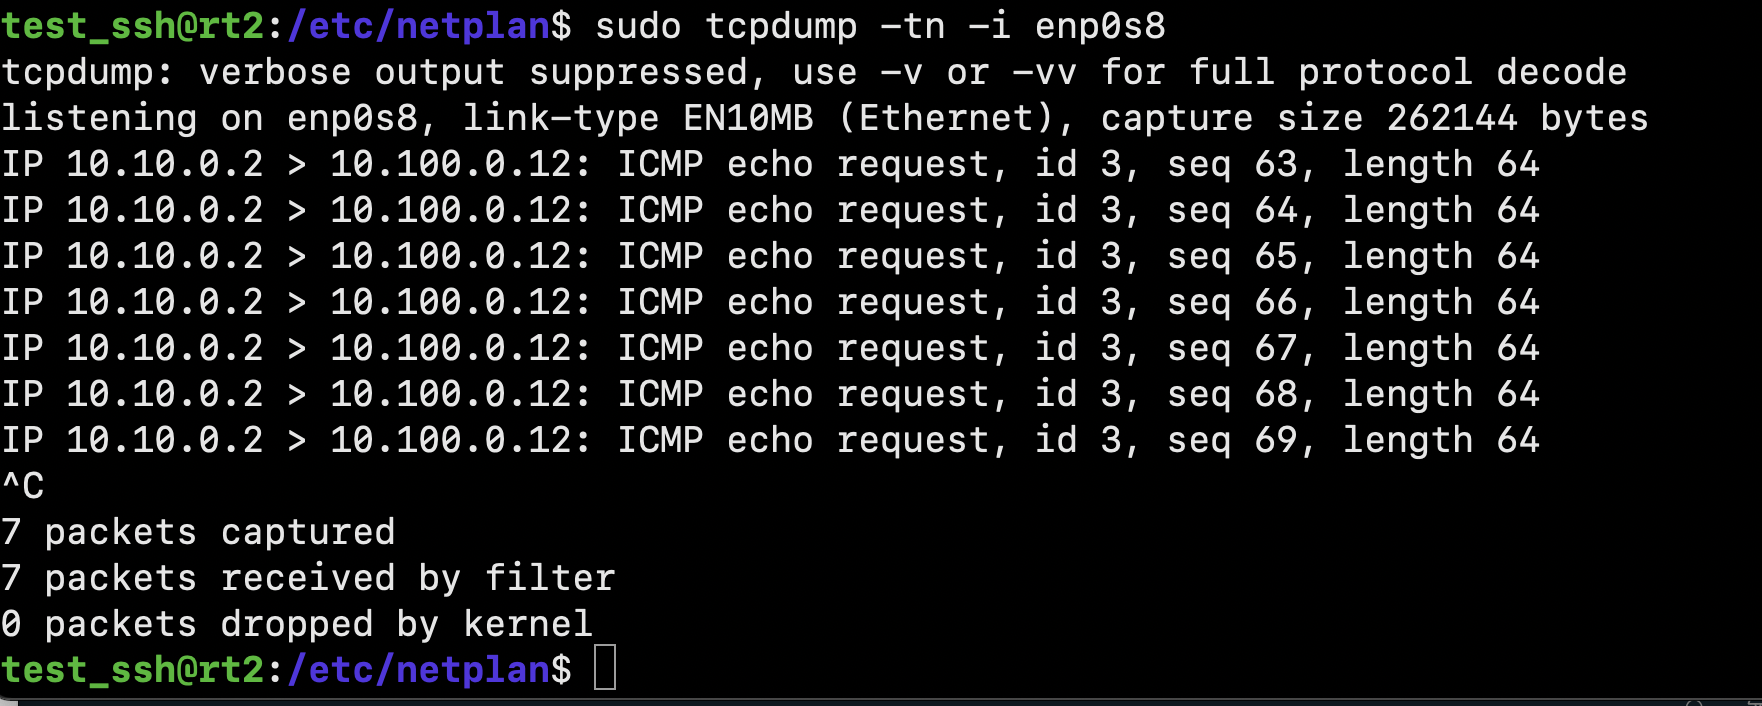 test_ssh@rt2:/etc/netplan$ sudo tcpdump -tn -i enp0s8
tcpdump: verbose output suppressed, use -v or -vv for full protocol decode
listening on enp0s8, link-type EN10MB (Ethernet), capture size 262144 bytes
IP 10.10.0.2 > 10.100.0.12: ICMP echo request, id 3, seq 63, length 64
IP 10.10.0.2 > 10.100.0.12: ICMP echo request, id 3, seq 64, length 64
IP 10.10.0.2 > 10.100.0.12: ICMP echo request, id 3, seq 65, length 64
IP 10.10.0.2 > 10.100.0.12: ICMP echo request, id 3, seq 66, length 64
IP 10.10.0.2 > 10.100.0.12: ICMP echo request, id 3, seq 67, length 64
IP 10.10.0.2 > 10.100.0.12: ICMP echo request, id 3, seq 68, length 64
IP 10.10.0.2 > 10.100.0.12: ICMP echo request, id 3, seq 69, length 64
^C
7 packets captured
7 packets received by filter
0 packets dropped by kernel
test_ssh@rt2:/etc/netplan$